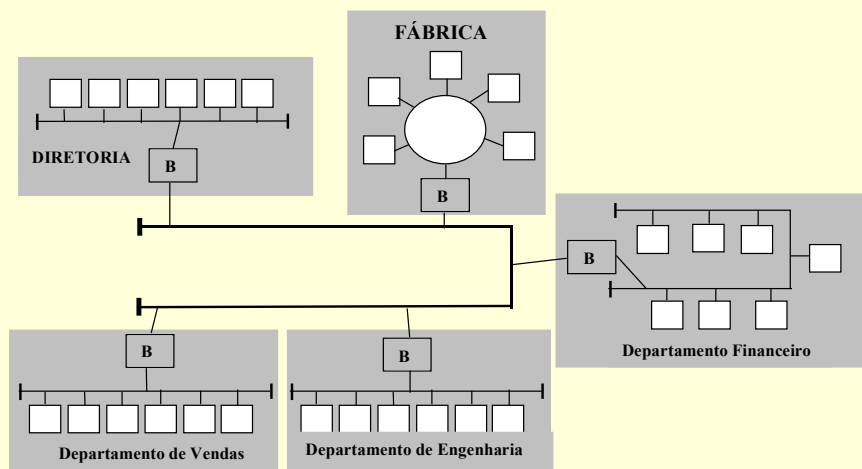 FÁBRICA
DIRETORIA
B
B
B
Departamento Financeiro
B
B
Departamento de Vendas
Departamento de Engenharia